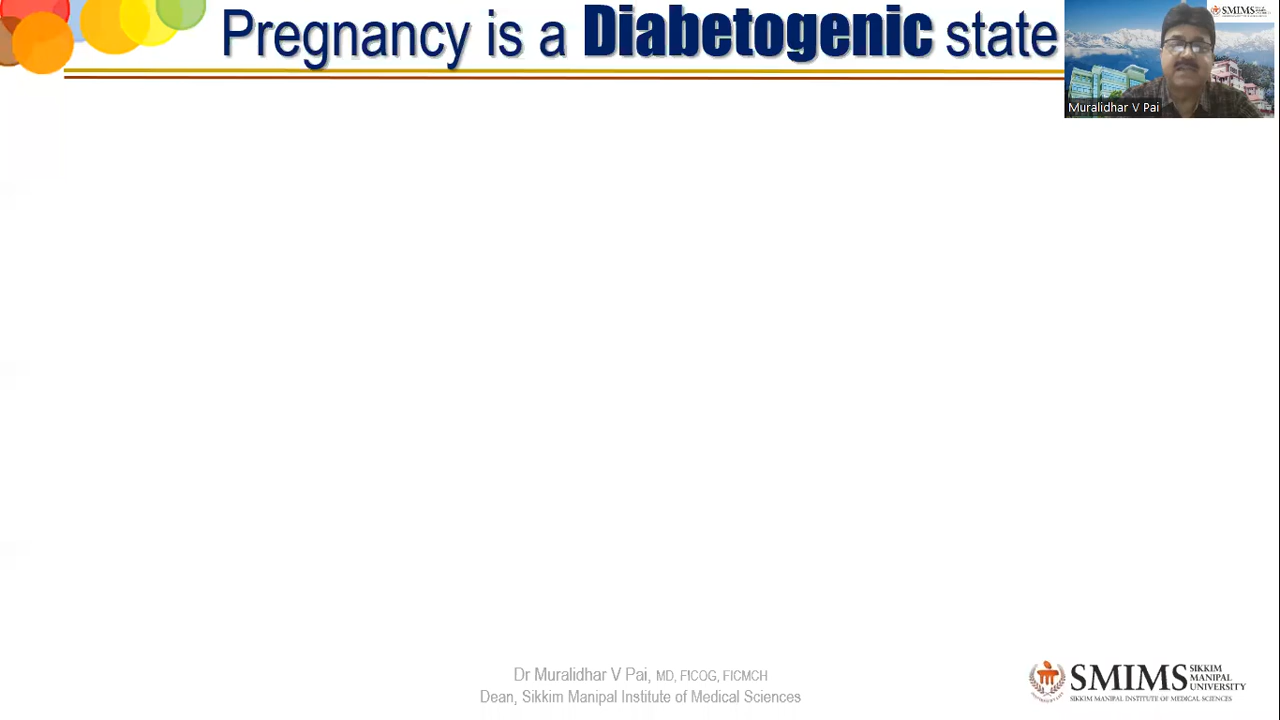 Pregnancy is a Diabetogenic state
SMIMS
Muralidhar V Pai
Dr Muralidhar V Pai, MD, FICOG, FICMCH
Dean, Sikkim Manipal Institute of Medical Sciences
SMIMS
SIKKIM
MANIPAL
UNIVERSITY
SIKKIM MANIPAL INSTITUTE OF MEDICAL SCIENCES